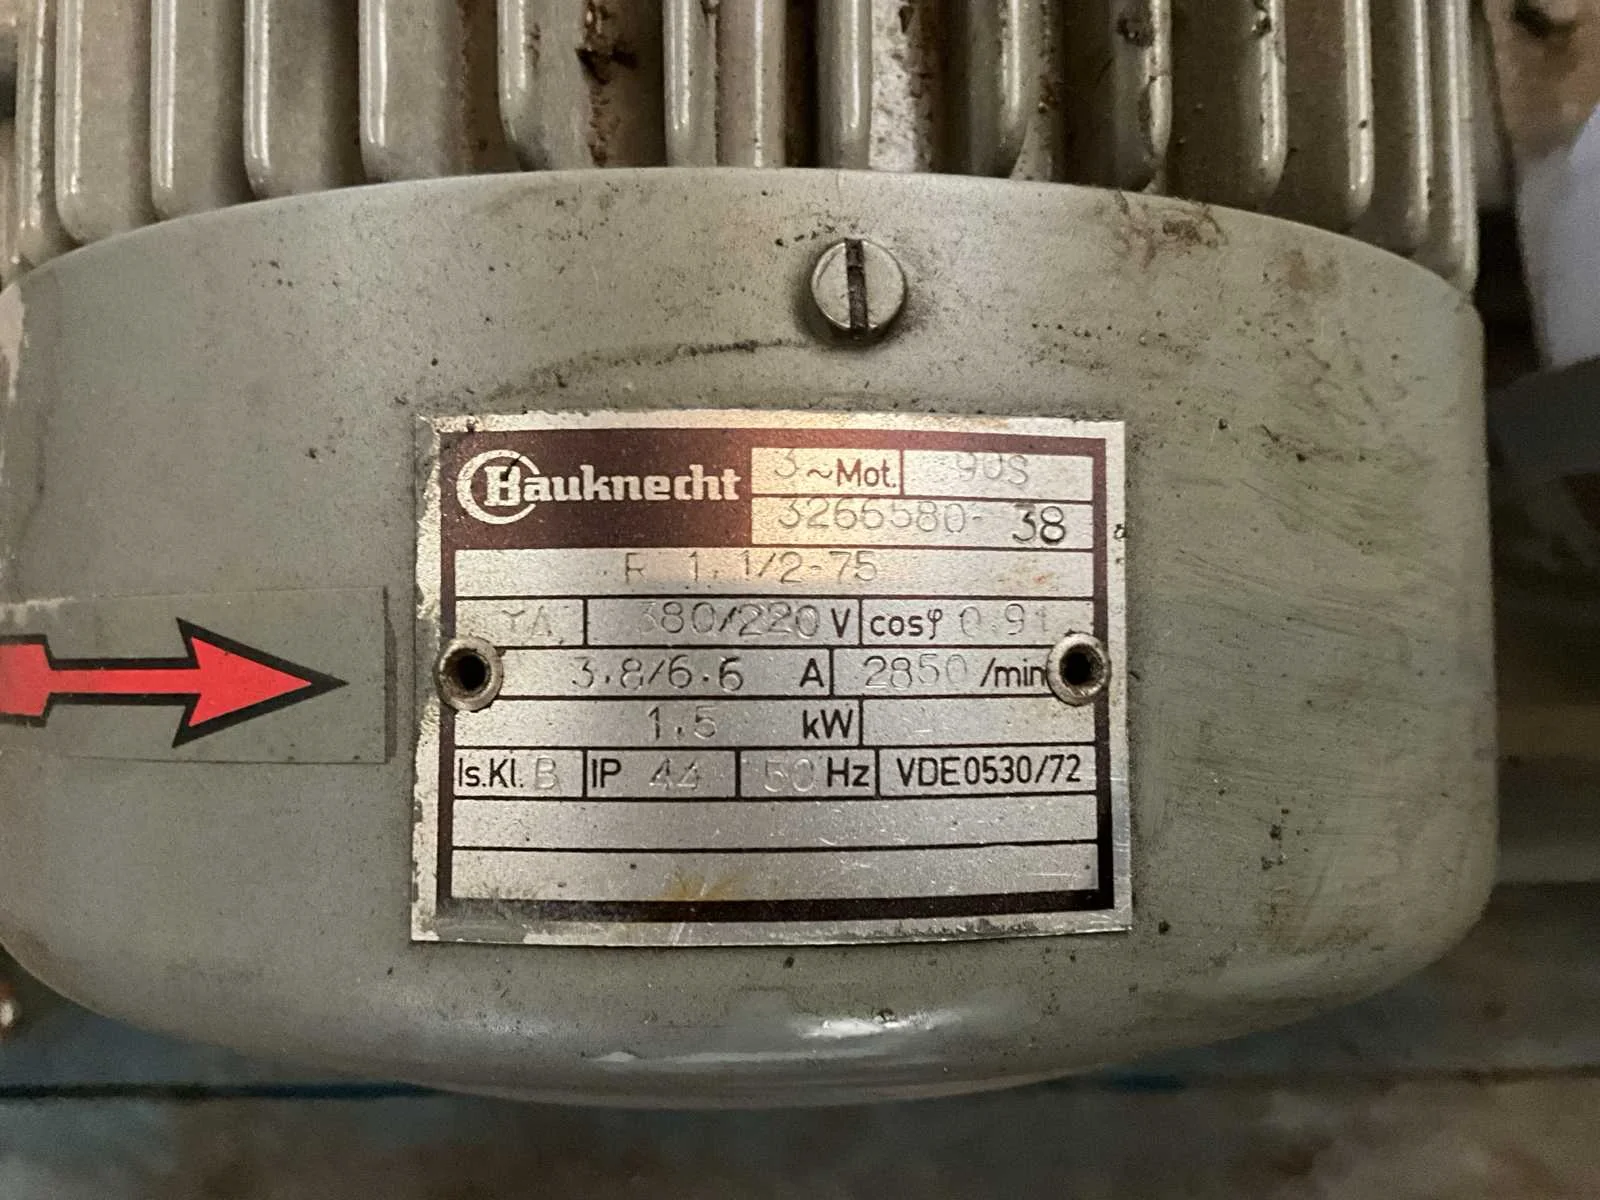 Bauknecht 3~Mot. 90S
3266580- 38
R 1,1/2-75
YΔ 380/220 V cosφ 0.91
3.8/6.6 A 2850 /min
1,5 kW
Is.Kl. B IP 44 50 Hz VDE0530/72